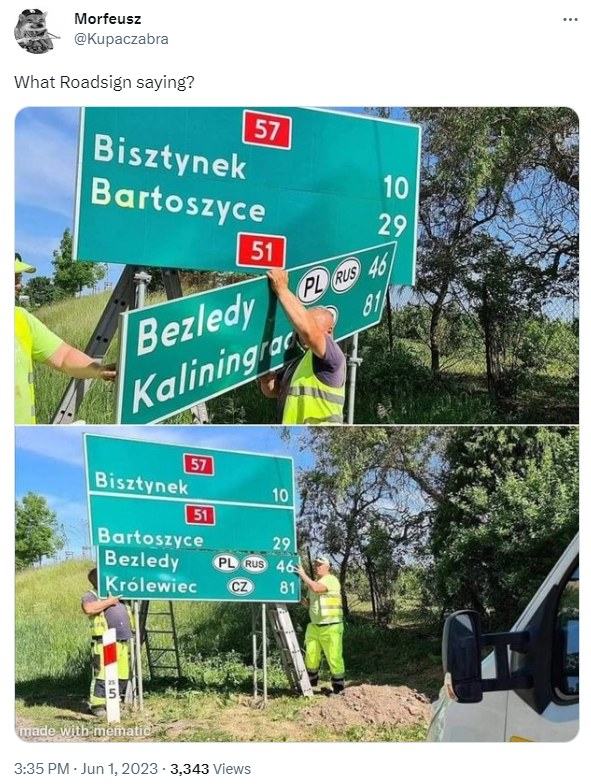 Morfeusz
@Kupaczabra
What Roadsign saying?
57
Bisztynek 10
Bartoszyce 29
51
Bezledy PL RUS 46
Kaliningrad 81
57
Bisztynek 10
51
Bartoszyce 29
Bezledy PL RUS 46
Królewiec CZ 81
5
made with mematic
3:35 PM · Jun 1, 2023 · 3,343 Views